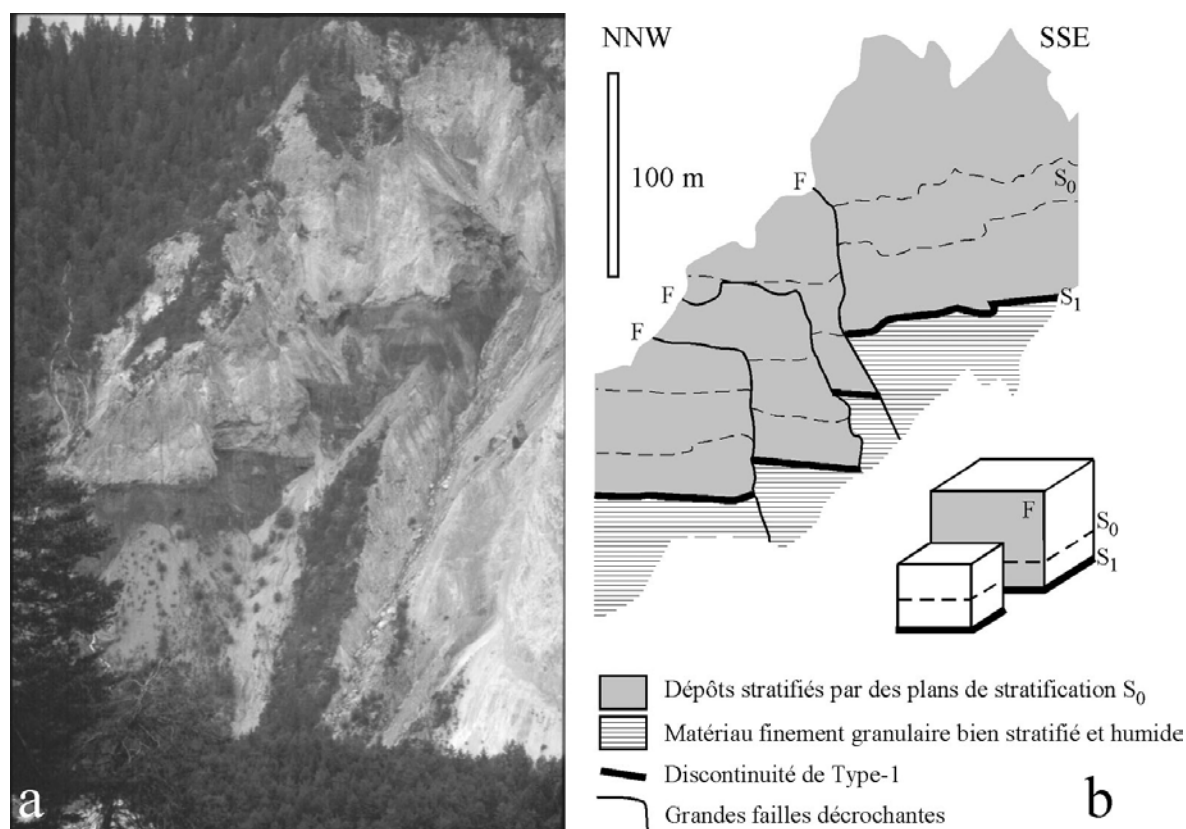 a
NNW
SSE
100 m
F
S₀
F
S₁
F
F
S₀
S₁
Dépôts stratifiés par des plans de stratification S₀
Matériau finement granulaire bien stratifié et humide
Discontinuité de Type-1
Grandes failles décrochantes
b